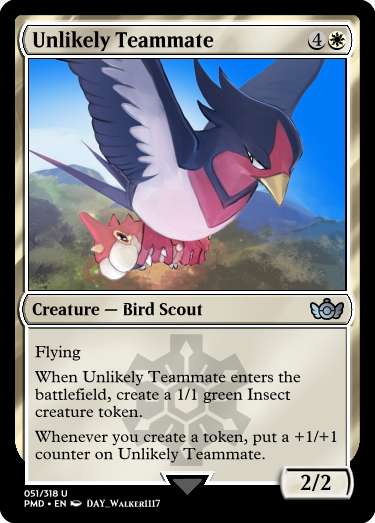 Unlikely Teammate 4
Creature — Bird Scout
Flying
When Unlikely Teammate enters the
battlefield, create a 1/1 green Insect
creature token.
Whenever you create a token, put a +1/+1
counter on Unlikely Teammate.
2/2
051/318 U
PMD • EN DAY_Walker1117